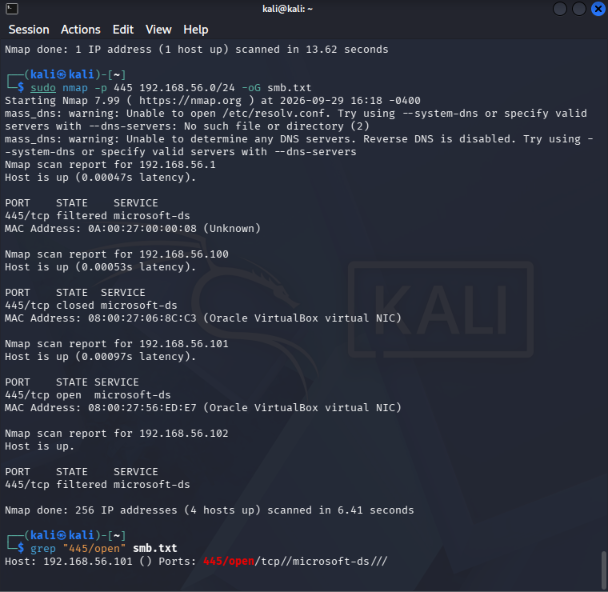 kali@kali: ~
Session Actions Edit View Help
Nmap done: 1 IP address (1 host up) scanned in 13.62 seconds
┌──(kali㉿kali)-[~]
└─$ sudo nmap -p 445 192.168.56.0/24 -oG smb.txt
Starting Nmap 7.99 ( https://nmap.org ) at 2026-09-29 16:18 -0400
mass_dns: warning: Unable to open /etc/resolv.conf. Try using --system-dns or specify valid
servers with --dns-servers: No such file or directory (2)
mass_dns: warning: Unable to determine any DNS servers. Reverse DNS is disabled. Try using -
-system-dns or specify valid servers with --dns-servers
Nmap scan report for 192.168.56.1
Host is up (0.00047s latency).
PORT    STATE    SERVICE
445/tcp filtered microsoft-ds
MAC Address: 0A:00:27:00:00:08 (Unknown)
Nmap scan report for 192.168.56.100
Host is up (0.00053s latency).
PORT    STATE  SERVICE
445/tcp closed microsoft-ds
MAC Address: 08:00:27:06:8C:C3 (Oracle VirtualBox virtual NIC)
Nmap scan report for 192.168.56.101
Host is up (0.00097s latency).
PORT    STATE SERVICE
445/tcp open  microsoft-ds
MAC Address: 08:00:27:56:ED:E7 (Oracle VirtualBox virtual NIC)
Nmap scan report for 192.168.56.102
Host is up.
PORT    STATE    SERVICE
445/tcp filtered microsoft-ds
Nmap done: 256 IP addresses (4 hosts up) scanned in 6.41 seconds
┌──(kali㉿kali)-[~]
└─$ grep "445/open" smb.txt
Host: 192.168.56.101 () Ports: 445/open/tcp//microsoft-ds///
KALI